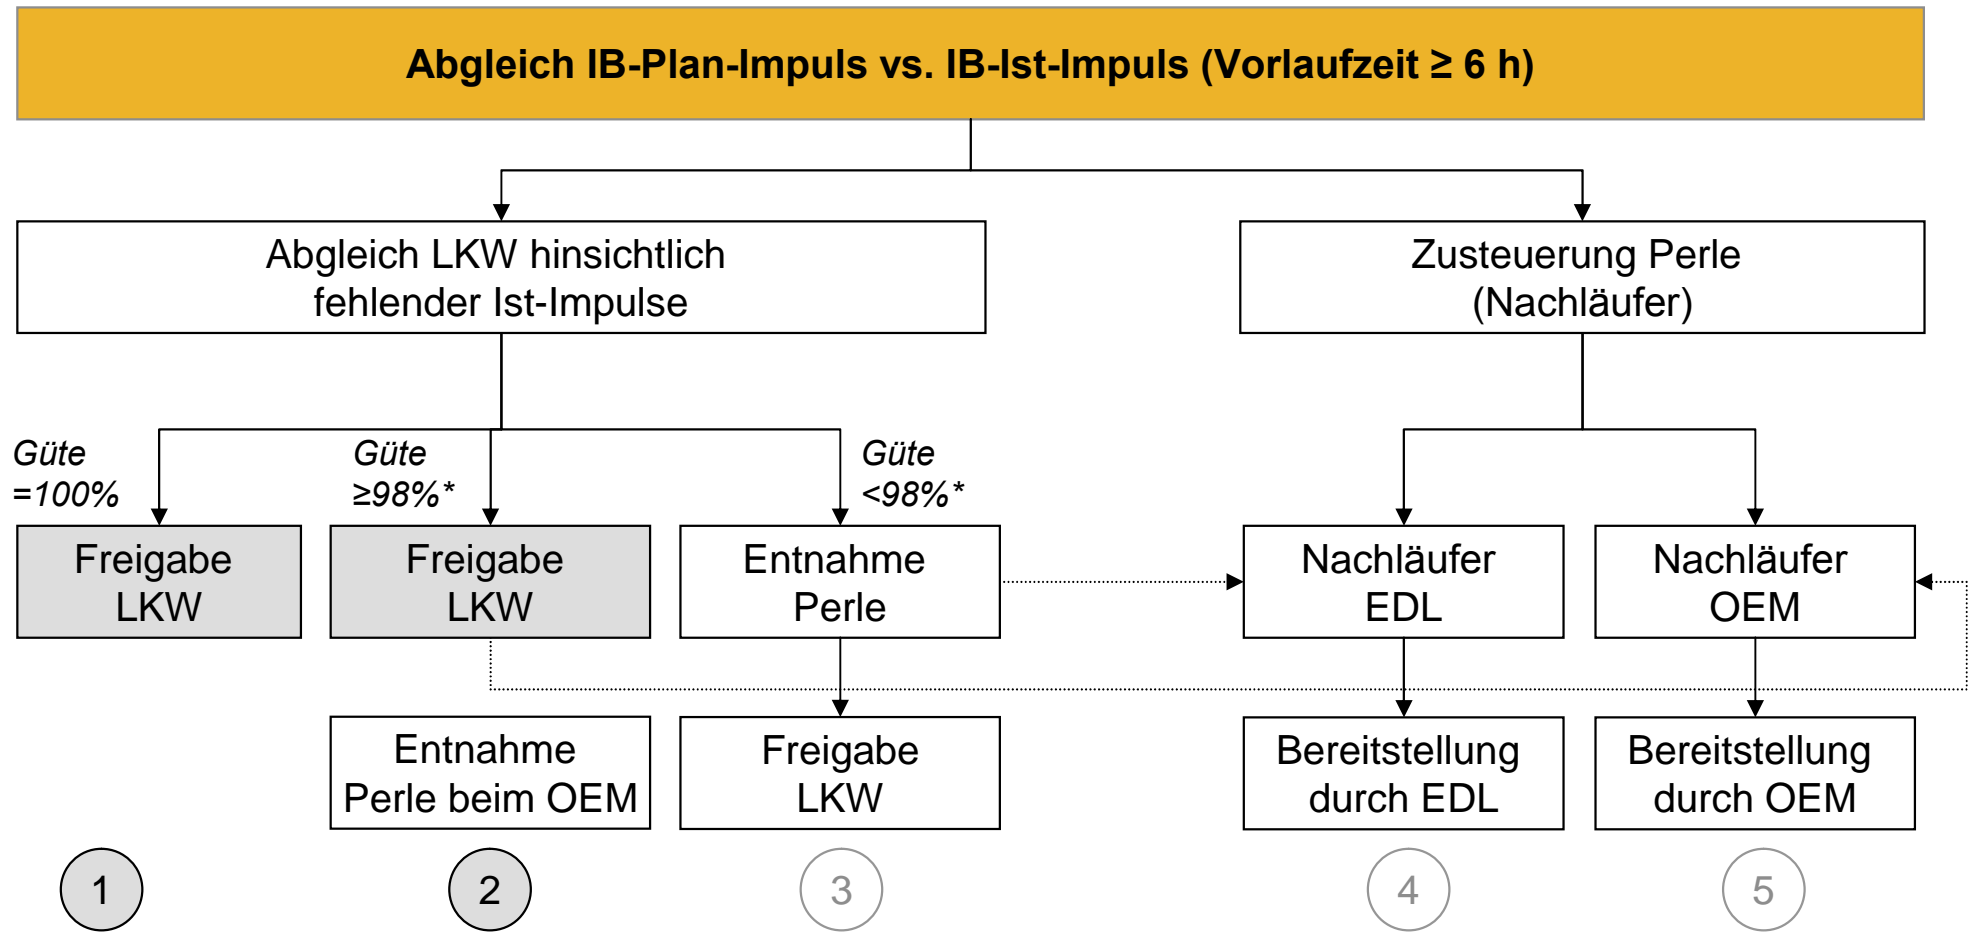 Abgleich IB-Plan-Impuls vs. IB-Ist-Impuls (Vorlaufzeit ≥ 6 h)
Abgleich LKW hinsichtlich
fehlender Ist-Impulse
Zusteuerung Perle
(Nachläufer)
Güte
=100%
Güte
≥98%*
Güte
<98%*
Freigabe
LKW
Freigabe
LKW
Entnahme
Perle
Nachläufer
EDL
Nachläufer
OEM
Entnahme
Perle beim OEM
Freigabe
LKW
Bereitstellung
durch EDL
Bereitstellung
durch OEM
1
2
3
4
5